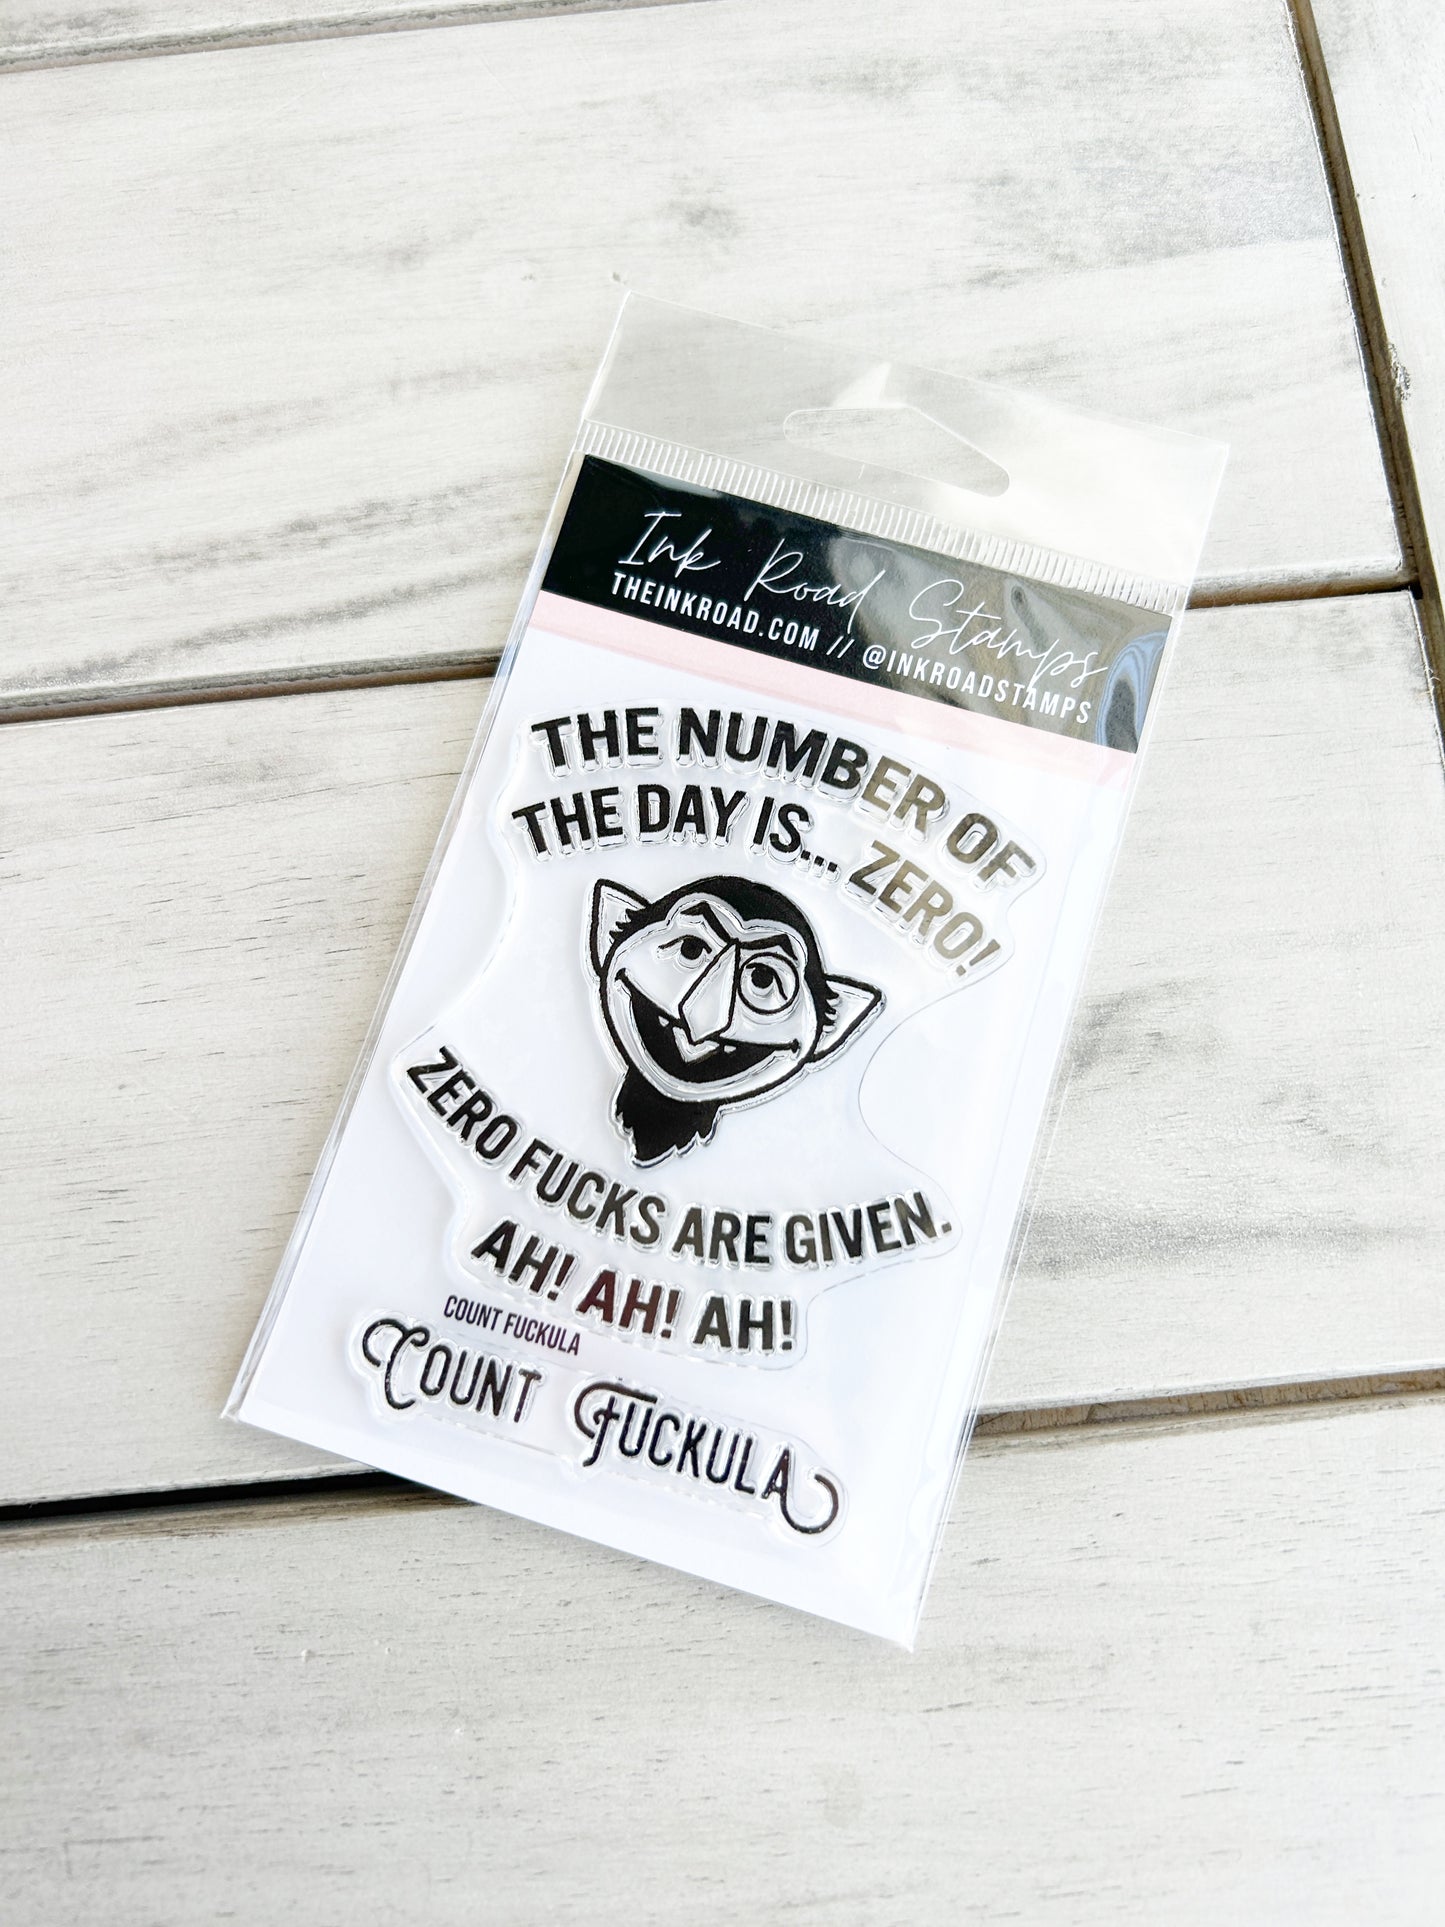 Ink Road Stamps
THEINKROAD.COM // @INKROADSTAMPS
THE NUMBER OF
THE DAY IS... ZERO!
ZERO FUCKS ARE GIVEN.
AH! AH! AH!
COUNT FUCKULA
COUNT FUCKULA